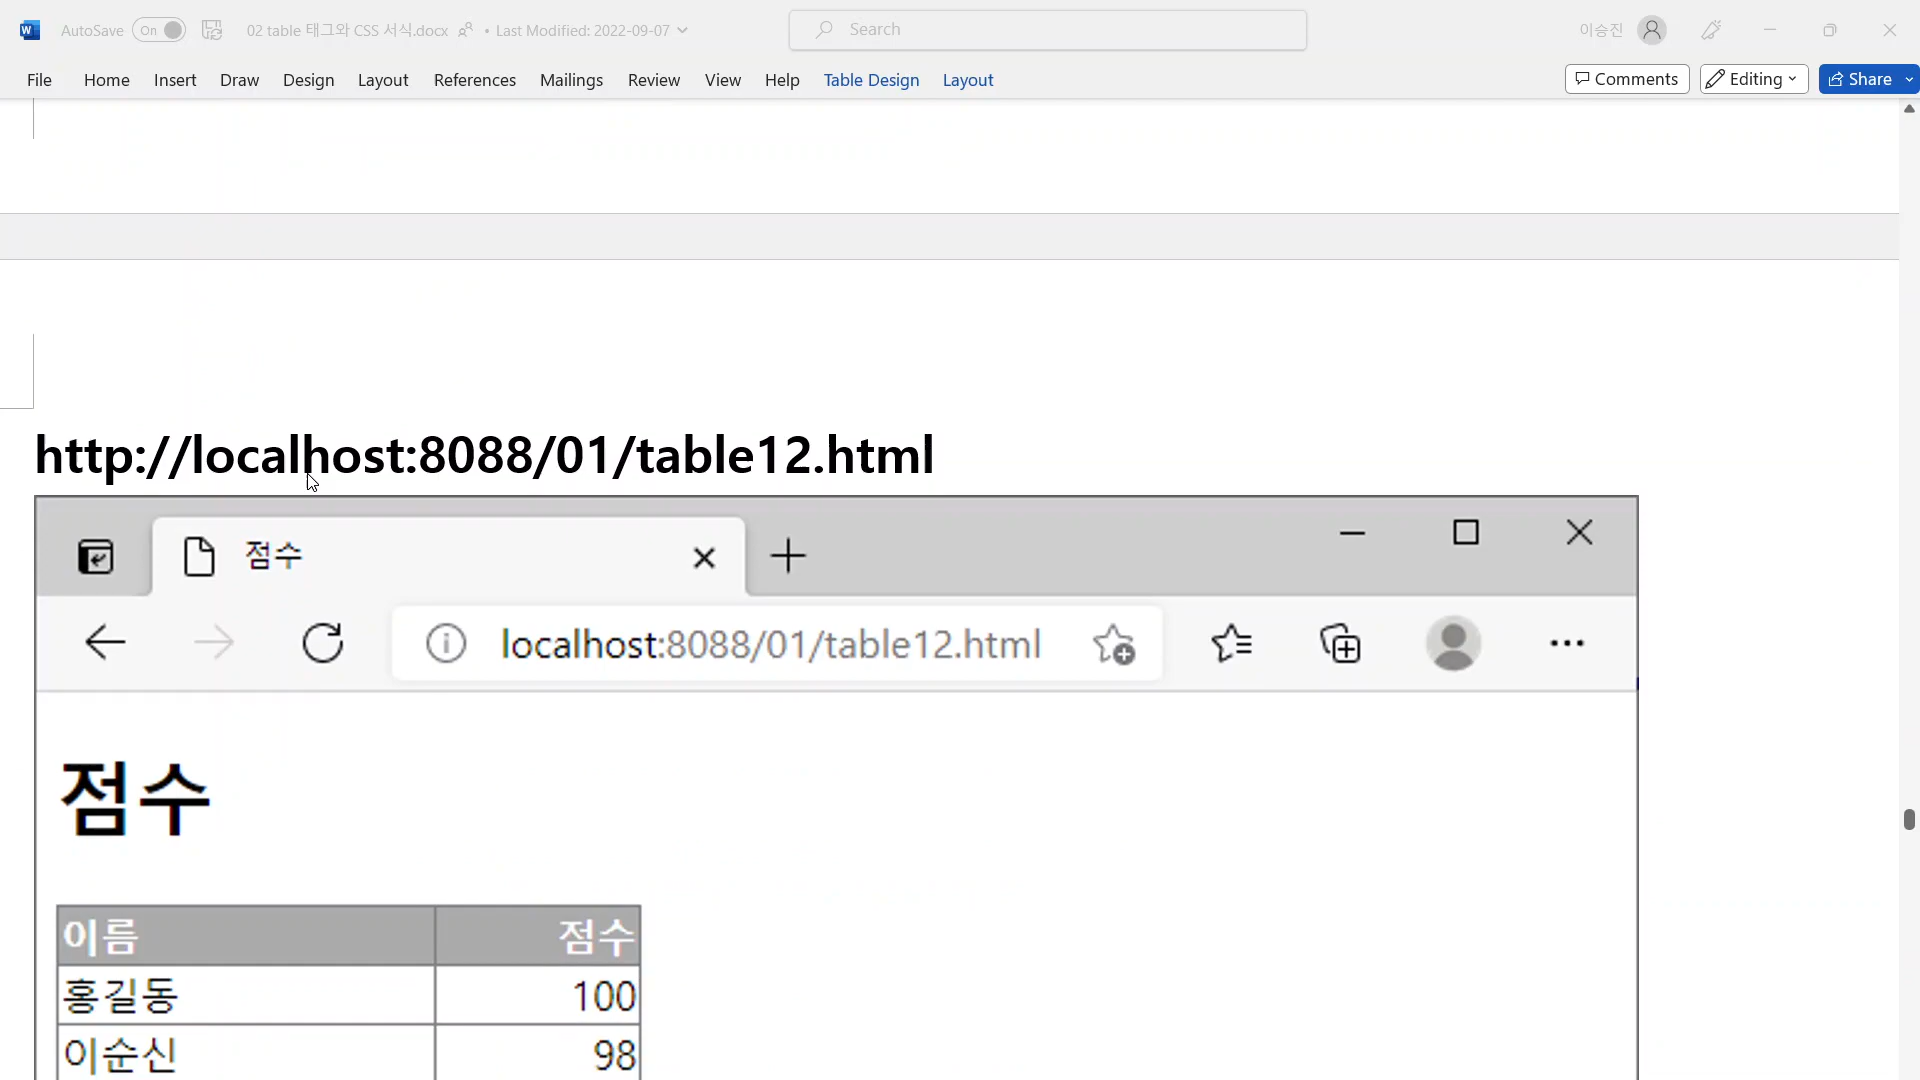 AutoSave On 02 table 태그와 CSS 서식.docx • Last Modified: 2022-09-07 Search 이승진
File Home Insert Draw Design Layout References Mailings Review View Help Table Design Layout Comments Editing Share
http://localhost:8088/01/table12.html
점수
localhost:8088/01/table12.html
점수
이름 점수
홍길동 100
이순신 98